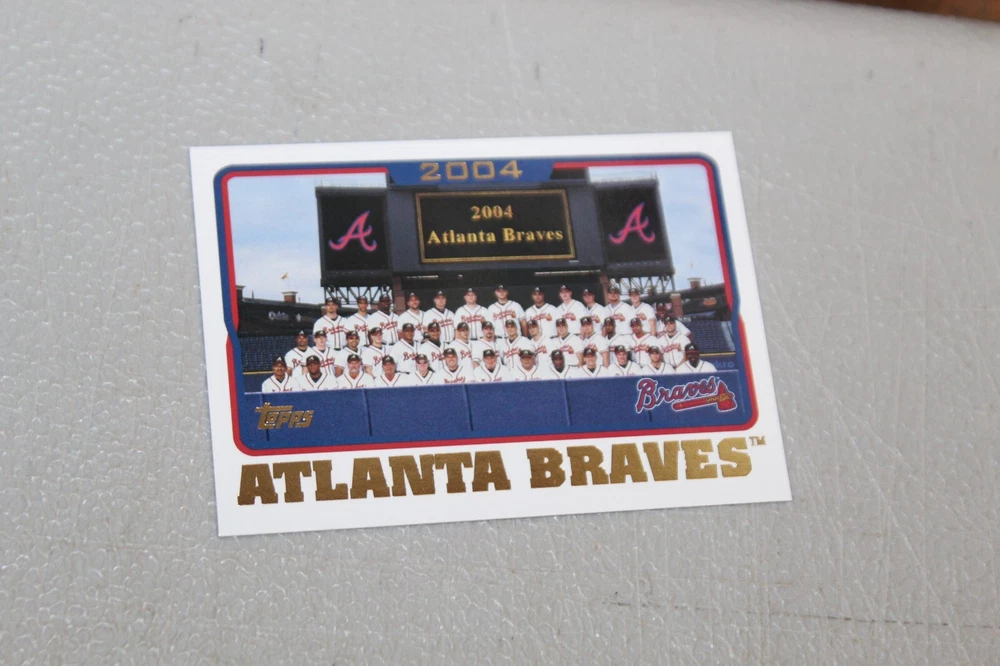 2004
A
A
2004
Atlanta Braves
Braves
TOPPS
ATLANTA BRAVES™